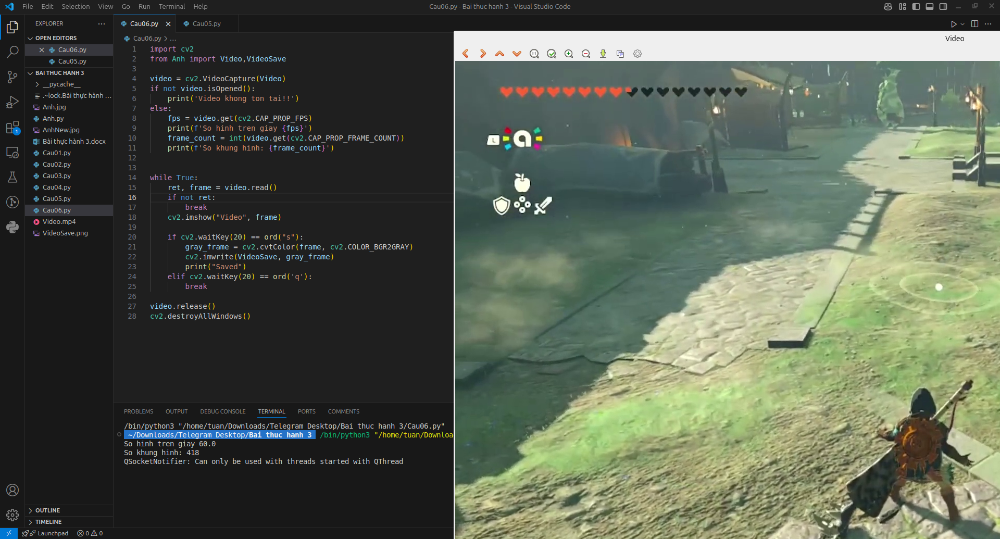 File Edit Selection View Go Run Terminal Help
Cau06.py - Bai thuc hanh 3 - Visual Studio Code
EXPLORER
OPEN EDITORS
Cau06.py
Cau05.py
BAI THUC HANH 3
__pycache__
.~lock.Bài thực hành ...
Anh.jpg
Anh.py
AnhNew.jpg
Bài thực hành 3.docx
Cau01.py
Cau02.py
Cau03.py
Cau04.py
Cau05.py
Cau06.py
Video.mp4
VideoSave.png
OUTLINE
TIMELINE
1
Cau06.py Cau05.py
Cau06.py > ...
1 import cv2
2 from Anh import Video,VideoSave
3
4 video = cv2.VideoCapture(Video)
5 if not video.isOpened():
6 print('Video khong ton tai!!')
7 else:
8 fps = video.get(cv2.CAP_PROP_FPS)
9 print(f'So hinh tren giay {fps}')
10 frame_count = int(video.get(cv2.CAP_PROP_FRAME_COUNT))
11 print(f'So khung hinh: {frame_count}')
12
13
14 while True:
15 ret, frame = video.read()
16 if not ret:
17 break
18 cv2.imshow("Video", frame)
19
20 if cv2.waitKey(20) == ord("s"):
21 gray_frame = cv2.cvtColor(frame, cv2.COLOR_BGR2GRAY)
22 cv2.imwrite(VideoSave, gray_frame)
23 print("Saved")
24 elif cv2.waitKey(20) == ord('q'):
25 break
26
27 video.release()
28 cv2.destroyAllWindows()
PROBLEMS OUTPUT DEBUG CONSOLE TERMINAL PORTS COMMENTS
/bin/python3 "/home/tuan/Downloads/Telegram Desktop/Bai thuc hanh 3/Cau06.py"
~/Downloads/Telegram Desktop/Bai thuc hanh 3 /bin/python3 "/home/tuan/Downloa
So hinh tren giay 60.0
So khung hinh: 418
QSocketNotifier: Can only be used with threads started with QThread
Video
L
Launchpad 0 0